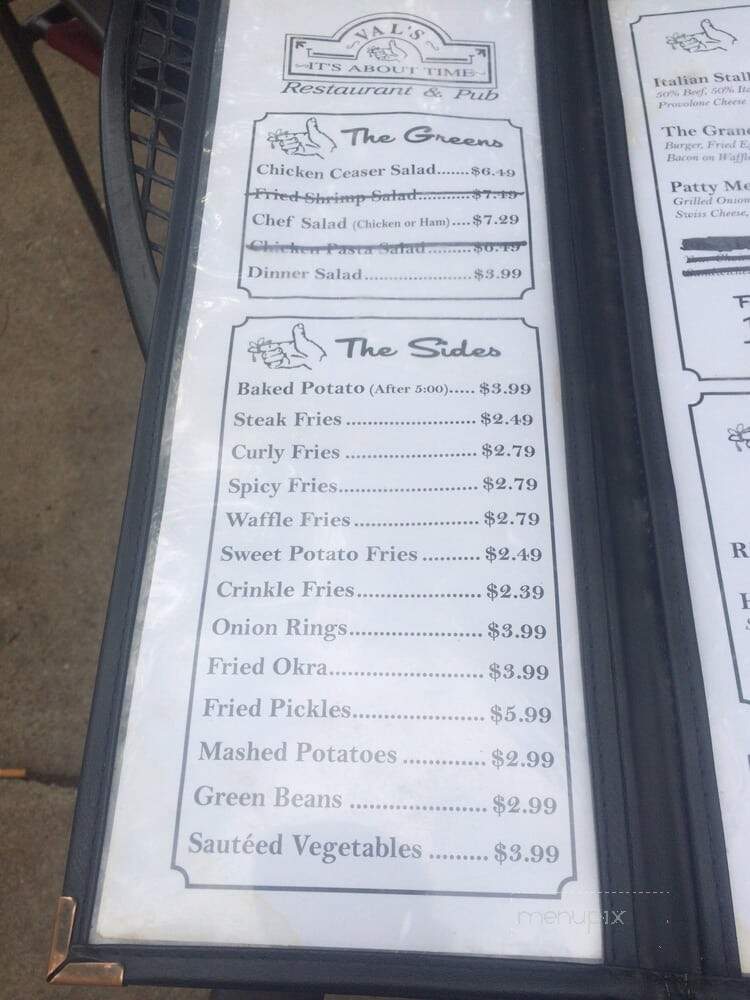 VAL'S
IT'S ABOUT TIME
Restaurant & Pub
The Greens
Chicken Ceaser Salad.......$6.49
Fried Shrimp Salad..........$7.49
Chef Salad (Chicken or Ham)....$7.29
Chicken Pasta Salad.........$6.49
Dinner Salad......................$3.99
The Sides
Baked Potato (After 5:00)..... $3.99
Steak Fries .......................... $2.49
Curly Fries .......................... $2.79
Spicy Fries........................... $2.79
Waffle Fries........................ $2.79
Sweet Potato Fries ........... $2.49
Crinkle Fries....................... $2.39
Onion Rings........................ $3.99
Fried Okra........................... $3.99
Fried Pickles....................... $5.99
Mashed Potatoes .............. $2.99
Green Beans ....................... $2.99
Sautéed Vegetables .......... $3.99
Italian Stall
50% Beef, 50% Ita
Provolone Cheese
The Gran
Burger, Fried E
Bacon on Waffl
Patty Me
Grilled Onion
Swiss Cheese,
menupix